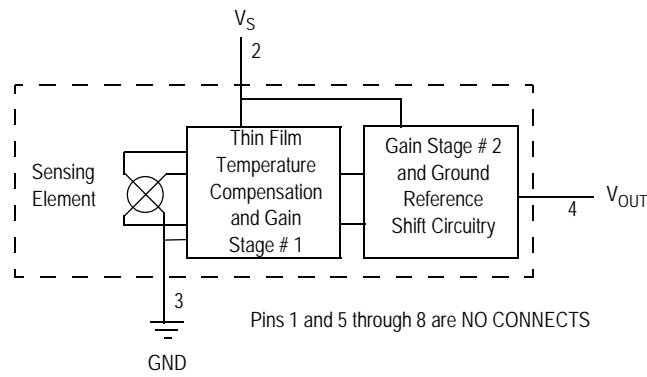 VS
2
Thin Film
Temperature
Compensation
and Gain
Stage # 1
Gain Stage # 2
and Ground
Reference
Shift Circuitry
Sensing
Element
4
VOUT
3
GND
Pins 1 and 5 through 8 are NO CONNECTS